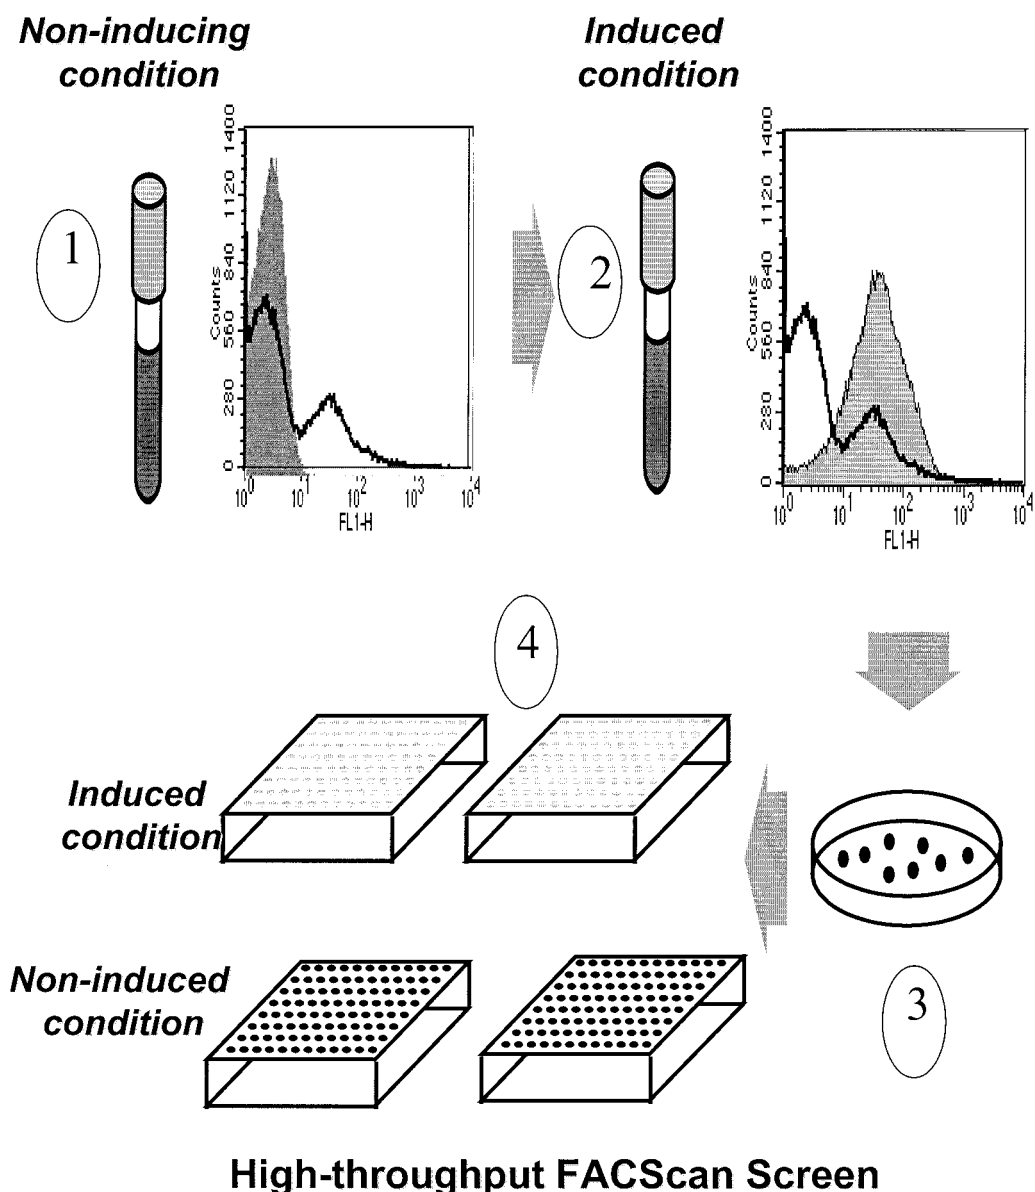 Non-inducing
condition
Induced
condition
1
Counts
0 280 560 840 1120 1400
10^0 10^1 10^2 10^3 10^4
FL1-H
2
Counts
0 280 560 840 1120 1400
10^0 10^1 10^2 10^3 10^4
FL1-H
4
Induced
condition
Non-induced
condition
3
High-throughput FACScan Screen